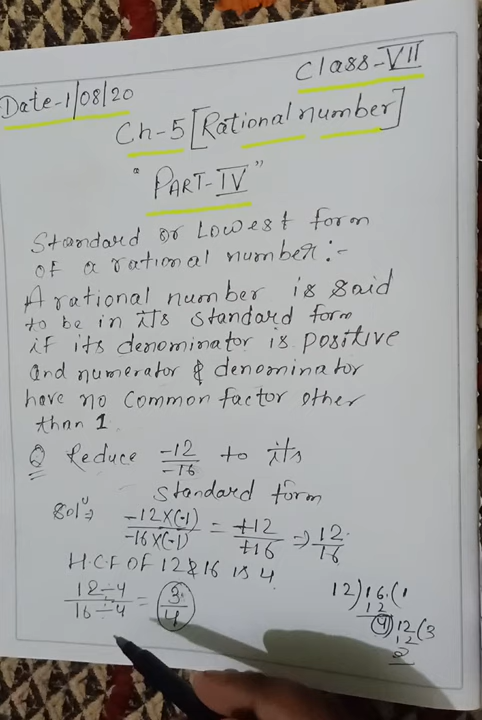 Class-VII
Date-1/08/20
Ch-5 [Rational number]
"PART-IV"
Standard or Lowest form
of a rational number:-
A rational number is said
to be in its standard form
if its denominator is positive
and numerator & denominator
have no common factor other
than 1.
Q Reduce -12/-16 to its
standard form
Solⁿ⇒ -12×(-1)/-16×(-1) = +12/+16 ⇒ 12/16
H.C.F OF 12 & 16 is 4
12÷4/16÷4 = 3/4
12)16(1
12
4)12(3
12